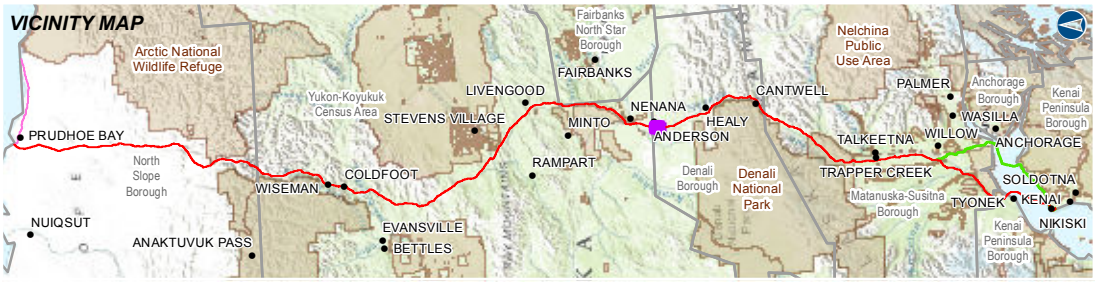 VICINITY MAP
Arctic National
Wildlife Refuge
PRUDHOE BAY
North
Slope
Borough
NUIQSUT
ANAKTUVUK PASS
WISEMAN
COLDFOOT
EVANSVILLE
BETTLES
Yukon-Koyukuk
Census Area
STEVENS VILLAGE
LIVENGOOD
RAMPART
MINTO
Fairbanks
North Star
Borough
FAIRBANKS
NENANA
ANDERSON
HEALY
CANTWELL
Denali
Borough
Denali
National
Park
Nelchina
Public
Use Area
TALKEETNA
TRAPPER CREEK
Matanuska-Susitna
Borough
PALMER
WILLOW
WASILLA
Anchorage
Borough
ANCHORAGE
Kenai
Peninsula
Borough
SOLDOTNA
KENAI
NIKISKI
TYONEK
Kenai
Peninsula
Borough